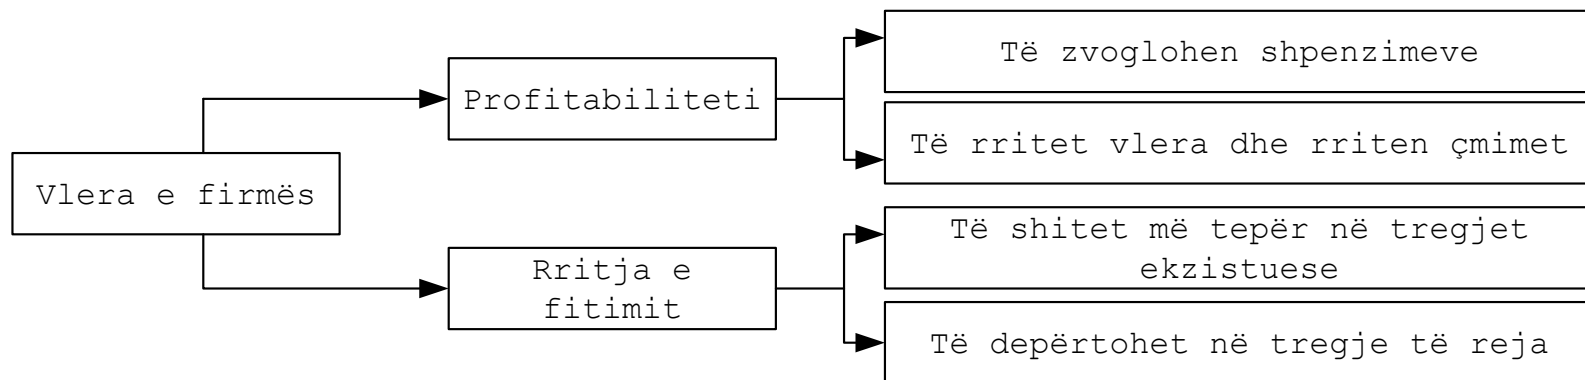 Vlera e firmës
Profitabiliteti
Rritja e
fitimit
Të zvoglohen shpenzimeve
Të rritet vlera dhe rriten çmimet
Të shitet më tepër në tregjet
ekzistuese
Të depërtohet në tregje të reja